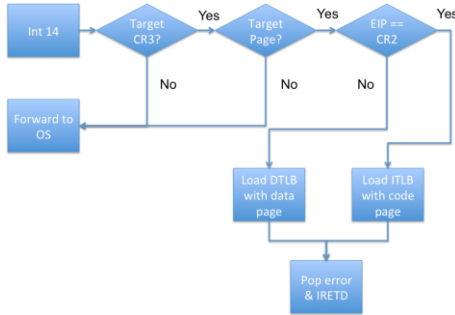 Int 14
Target
CR3?
Yes
Target
Page?
Yes
EIP ==
CR2
Yes
No
No
No
Forward to
OS
Load DTLB
with data
page
Load ITLB
with code
page
Pop error
& IRETD